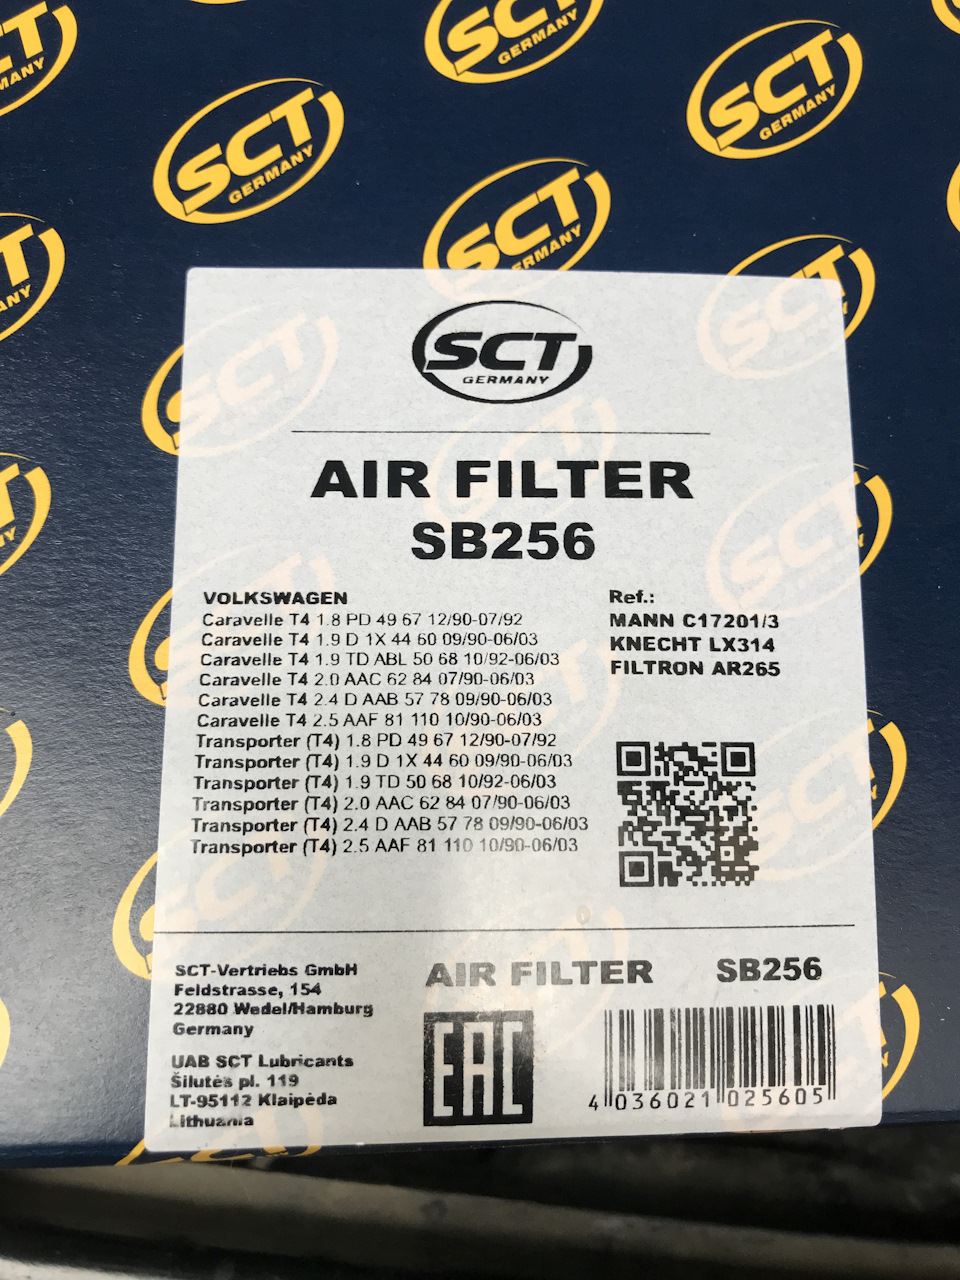 SCT
GERMANY
AIR FILTER
SB256
VOLKSWAGEN
Caravelle T4 1.8 PD 49 67 12/90-07/92
Caravelle T4 1.9 D 1X 44 60 09/90-06/03
Caravelle T4 1.9 TD ABL 50 68 10/92-06/03
Caravelle T4 2.0 AAC 62 84 07/90-06/03
Caravelle T4 2.4 D AAB 57 78 09/90-06/03
Caravelle T4 2.5 AAF 81 110 10/90-06/03
Transporter (T4) 1.8 PD 49 67 12/90-07/92
Transporter (T4) 1.9 D 1X 44 60 09/90-06/03
Transporter (T4) 1.9 TD 50 68 10/92-06/03
Transporter (T4) 2.0 AAC 62 84 07/90-06/03
Transporter (T4) 2.4 D AAB 57 78 09/90-06/03
Transporter (T4) 2.5 AAF 81 110 10/90-06/03
Ref.:
MANN C17201/3
KNECHT LX314
FILTRON AR265
SCT-Vertriebs GmbH
Feldstrasse, 154
22880 Wedel/Hamburg
Germany
UAB SCT Lubricants
Šilutės pl. 119
LT-95112 Klaipėda
Lithuania
AIR FILTER SB256
EAC
4 036021 025605
SCT
GERMANY
SCT
GERMANY
SCT
GERMANY
SCT